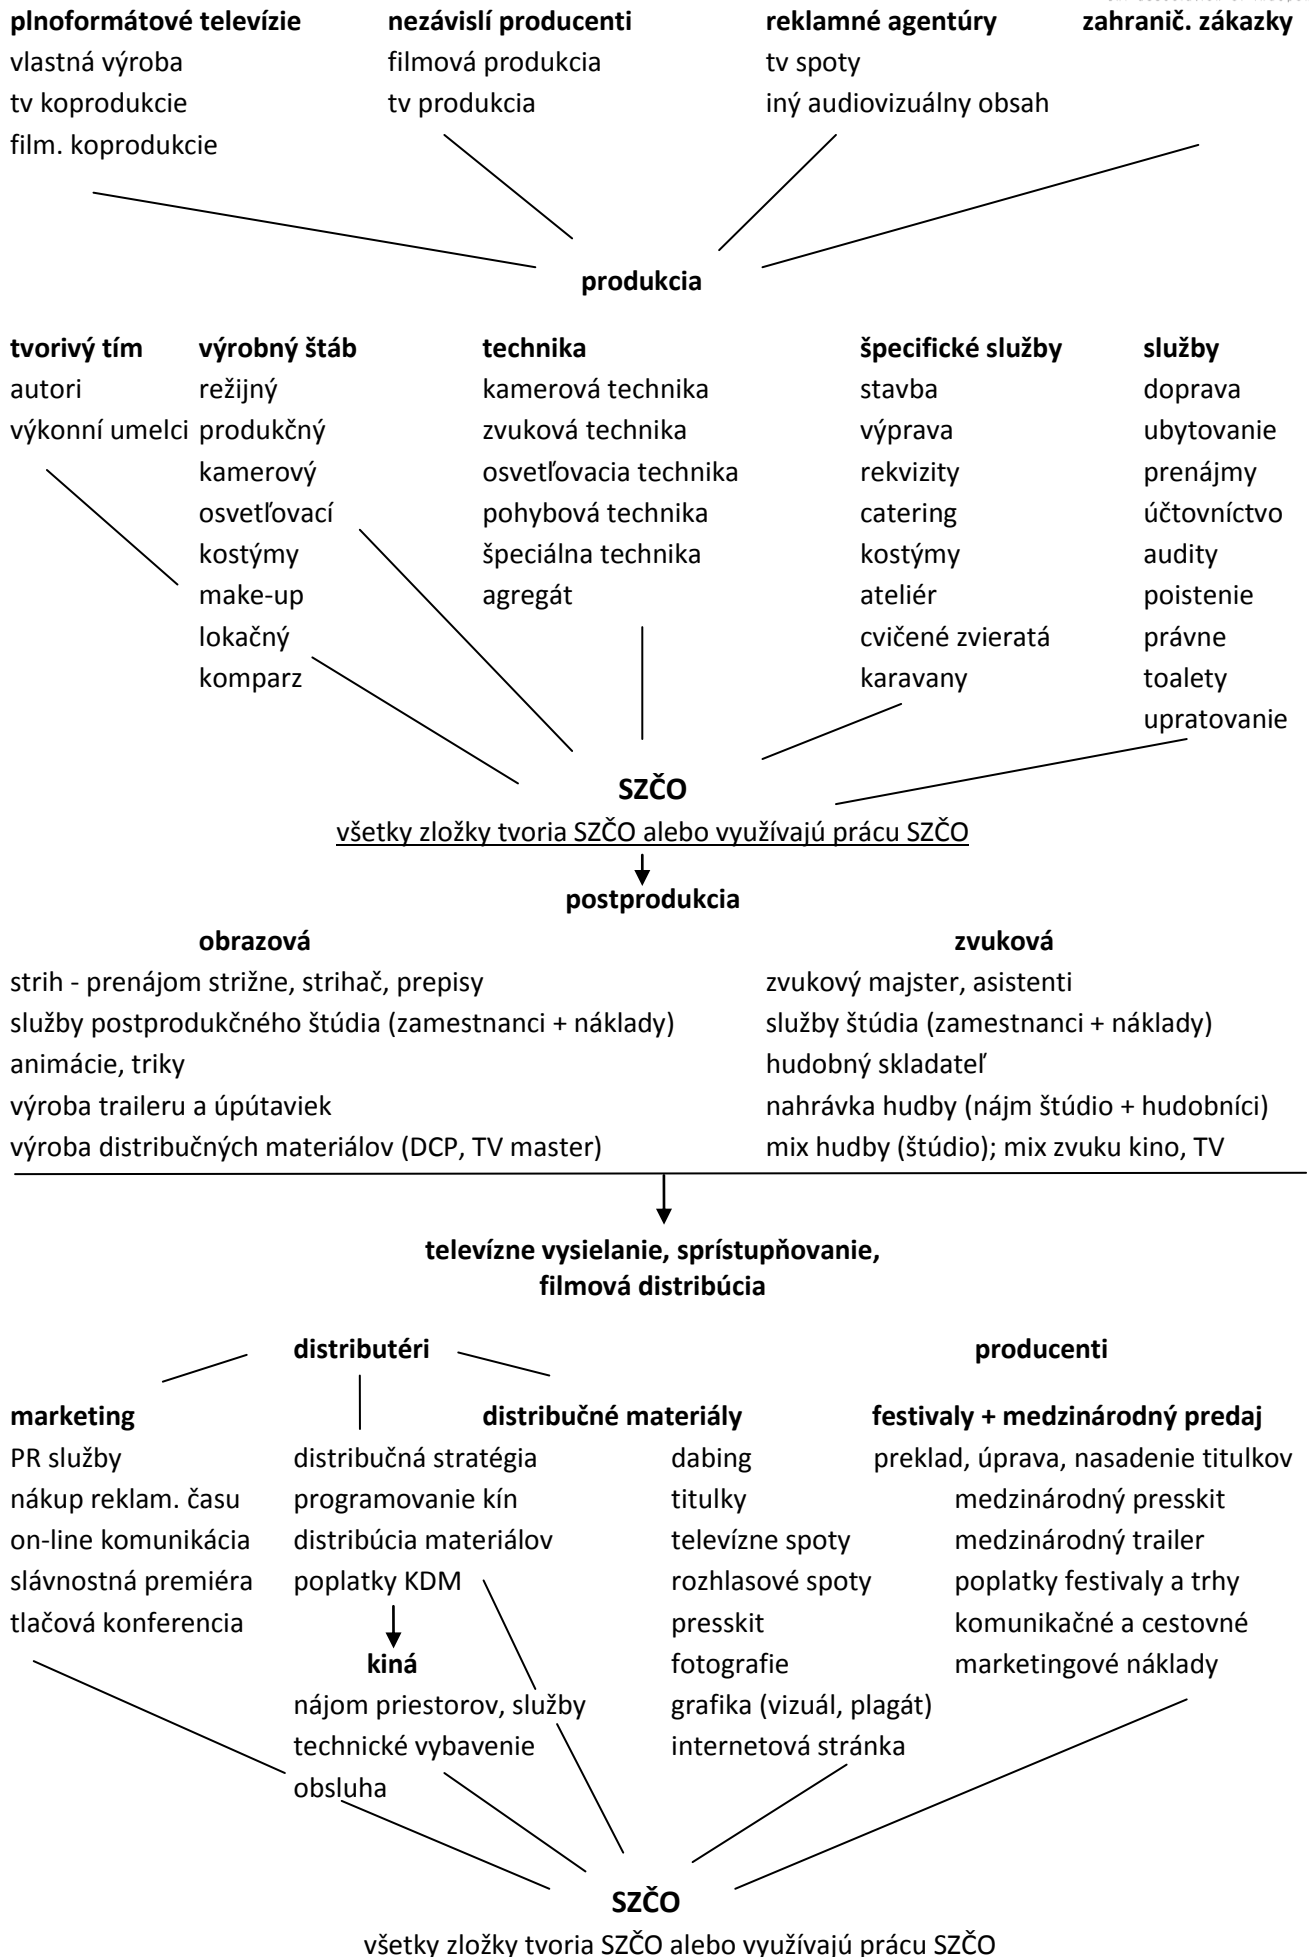 plnoformátové televízie nezávislí producenti reklamné agentúry zahranič. zákazky
vlastná výroba filmová produkcia tv spoty
tv koprodukcie tv produkcia iný audiovizuálny obsah
film. koprodukcie
produkcia
tvorivý tím výrobný štáb technika špecifické služby služby
autori režijný kamerová technika stavba doprava
výkonní umelci produkčný zvuková technika výprava ubytovanie
kamerový osvetľovacia technika rekvizity prenájmy
osvetľovací pohybová technika catering účtovníctvo
kostýmy špeciálna technika kostýmy audity
make-up agregát ateliér poistenie
lokačný cvičené zvieratá právne
komparz karavany toalety
upratovanie
SZČO
všetky zložky tvoria SZČO alebo využívajú prácu SZČO
postprodukcia
obrazová zvuková
strih - prenájom strižne, strihač, prepisy zvukový majster, asistenti
služby postprodukčného štúdia (zamestnanci + náklady) služby štúdia (zamestnanci + náklady)
animácie, triky hudobný skladateľ
výroba traileru a úpútaviek nahrávka hudby (nájm štúdio + hudobníci)
výroba distribučných materiálov (DCP, TV master) mix hudby (štúdio); mix zvuku kino, TV
televízne vysielanie, sprístupňovanie,
filmová distribúcia
distributéri producenti
marketing distribučné materiály festivaly + medzinárodný predaj
PR služby distribučná stratégia dabing preklad, úprava, nasadenie titulkov
nákup reklam. času programovanie kín titulky medzinárodný presskit
on-line komunikácia distribúcia materiálov televízne spoty medzinárodný trailer
slávnostná premiéra poplatky KDM rozhlasové spoty poplatky festivaly a trhy
tlačová konferencia presskit komunikačné a cestovné
kiná fotografie marketingové náklady
nájom priestorov, služby grafika (vizuál, plagát)
technické vybavenie internetová stránka
obsluha
SZČO
všetky zložky tvoria SZČO alebo využívajú prácu SZČO